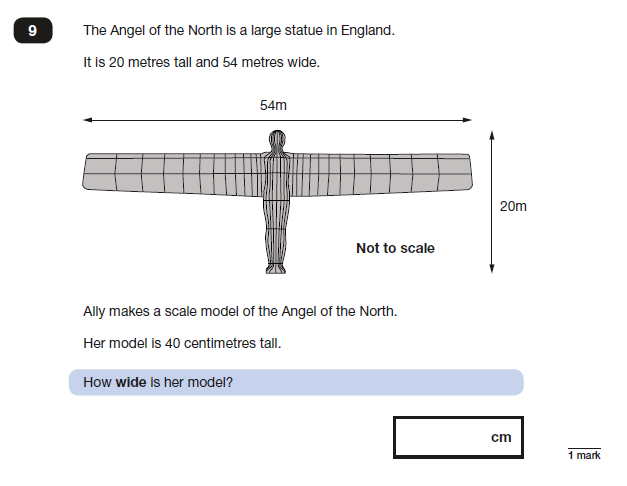 9
The Angel of the North is a large statue in England.
It is 20 metres tall and 54 metres wide.
54m
20m
Not to scale
Ally makes a scale model of the Angel of the North.
Her model is 40 centimetres tall.
How wide is her model?
cm
1 mark